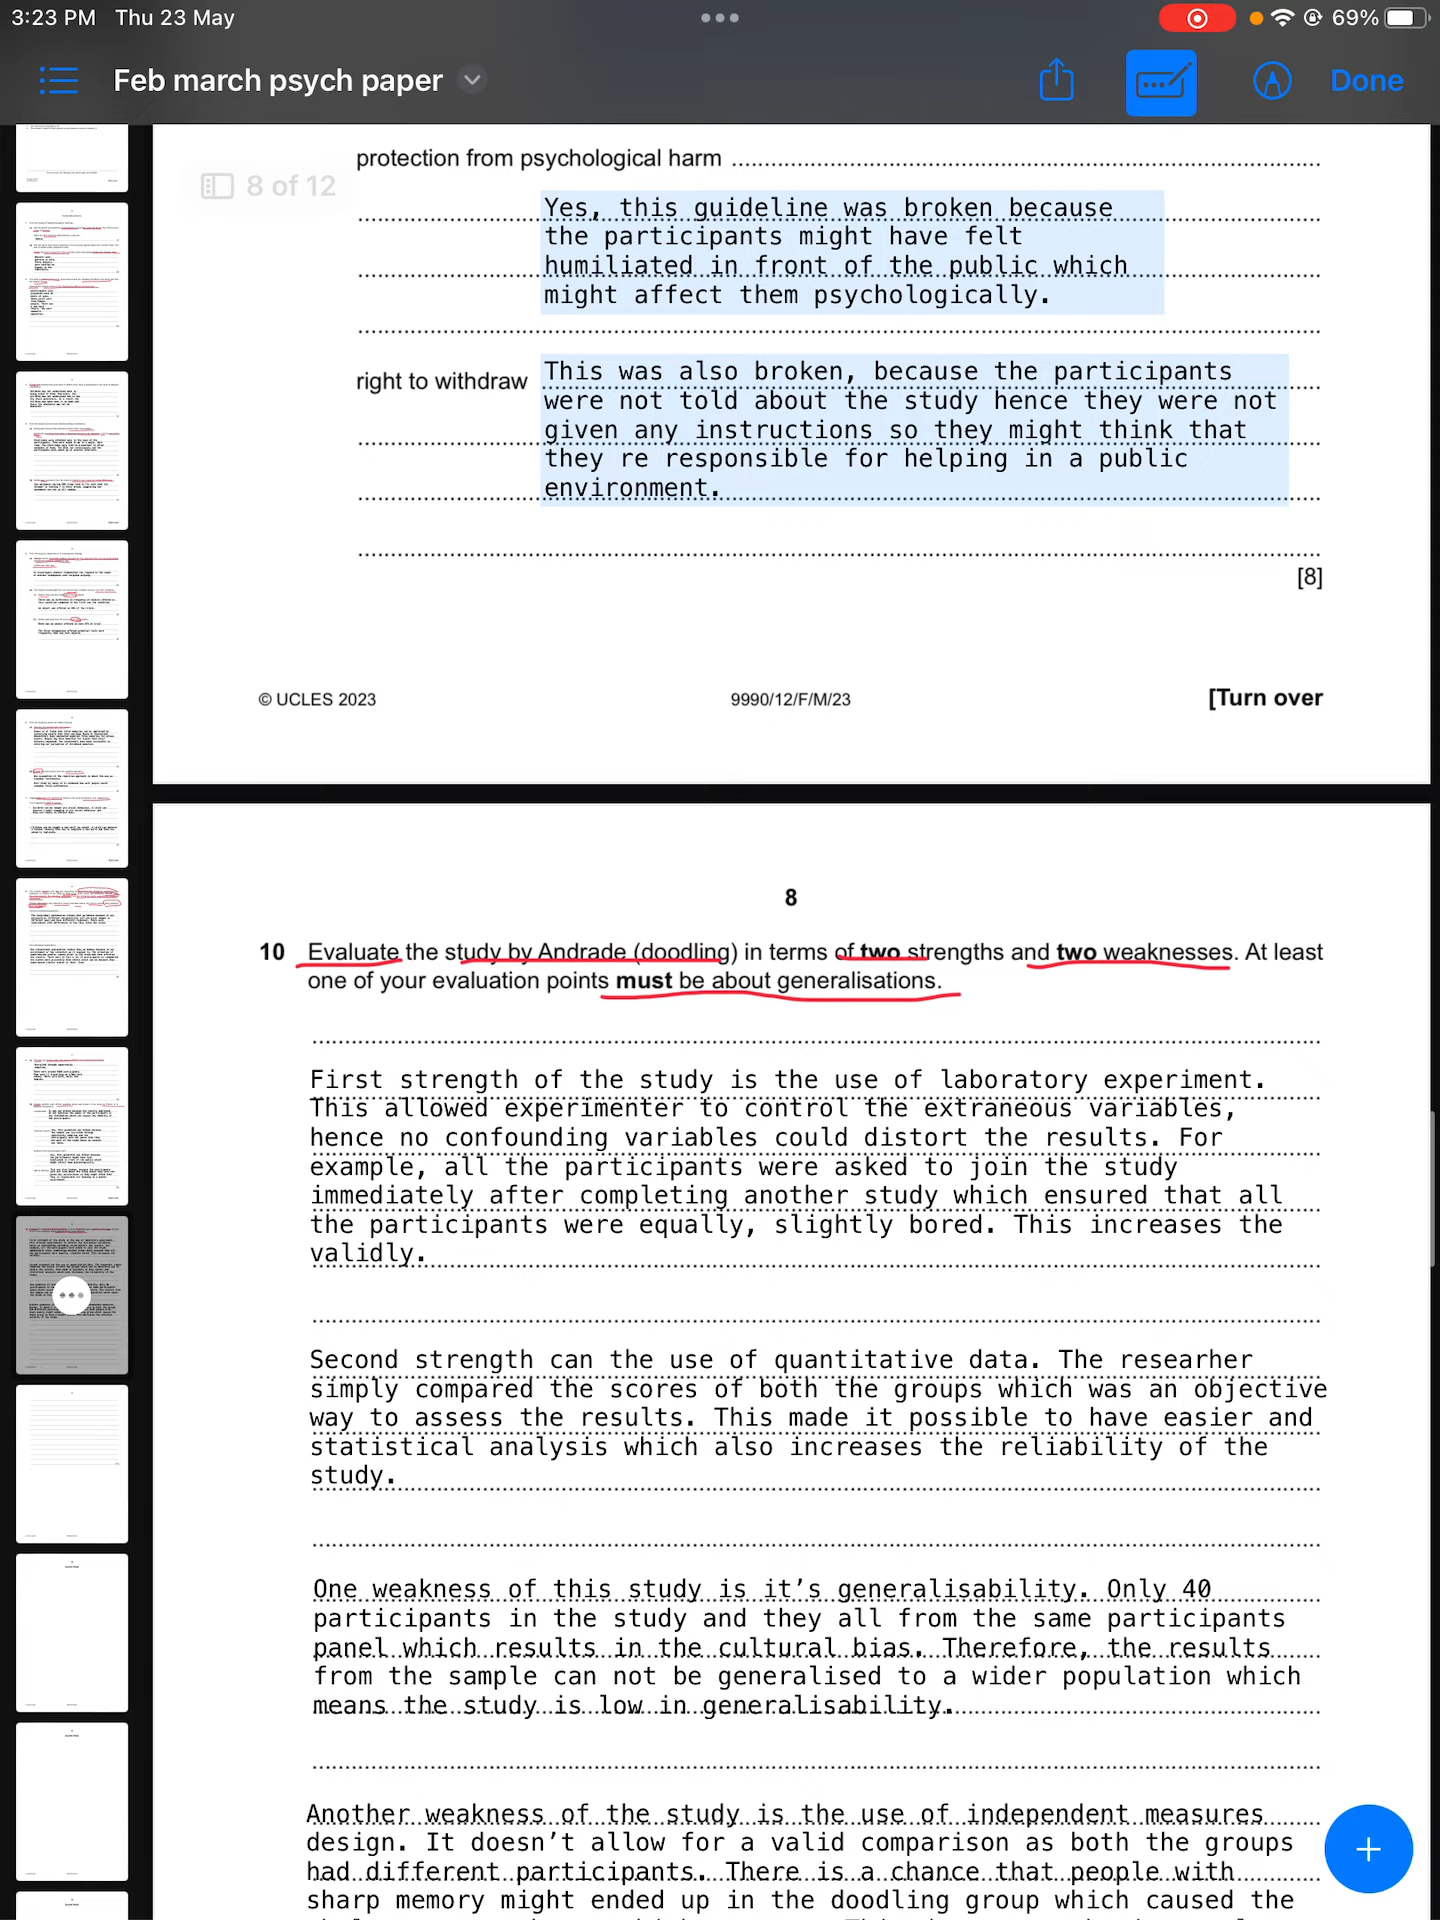 3:23 PM Thu 23 May
69%
Feb march psych paper
Done
8 of 12
protection from psychological harm
Yes, this guideline was broken because
the participants might have felt
humiliated in front of the public which
might affect them psychologically.
right to withdraw
This was also broken, because the participants
were not told about the study hence they were not
given any instructions so they might think that
they re responsible for helping in a public
environment.
[8]
© UCLES 2023
9990/12/F/M/23
[Turn over
8
10 Evaluate the study by Andrade (doodling) in terms of two strengths and two weaknesses. At least
one of your evaluation points must be about generalisations.
First strength of the study is the use of laboratory experiment.
This allowed experimenter to control the extraneous variables,
hence no confounding variables could distort the results. For
example, all the participants were asked to join the study
immediately after completing another study which ensured that all
the participants were equally, slightly bored. This increases the
validly.
Second strength can the use of quantitative data. The researher
simply compared the scores of both the groups which was an objective
way to assess the results. This made it possible to have easier and
statistical analysis which also increases the reliability of the
study.
One weakness of this study is it’s generalisability. Only 40
participants in the study and they all from the same participants
panel which results in the cultural bias. Therefore, the results
from the sample can not be generalised to a wider population which
means the study is low in generalisability.
Another weakness of the study is the use of independent measures
design. It doesn’t allow for a valid comparison as both the groups
had different participants. There is a chance that people with
sharp memory might ended up in the doodling group which caused the